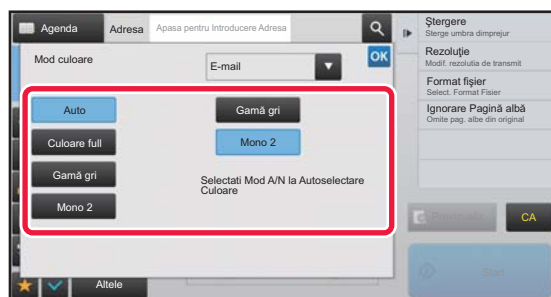 Agenda
Adresa
Apasa pentru Introducere Adresa
Mod culoare
E-mail
OK
Auto
Culoare full
Gamă gri
Mono 2
Gamă gri
Mono 2
Selectati Mod A/N la Autoselectare
Culoare
Altele
Ştergere
Sterge umbra dimprejur
Rezoluţie
Modif. rezolutia de transmit
Format fişier
Select. Format Fisier
Ignorare Pagină albă
Omite pag. albe din original
CA
Start